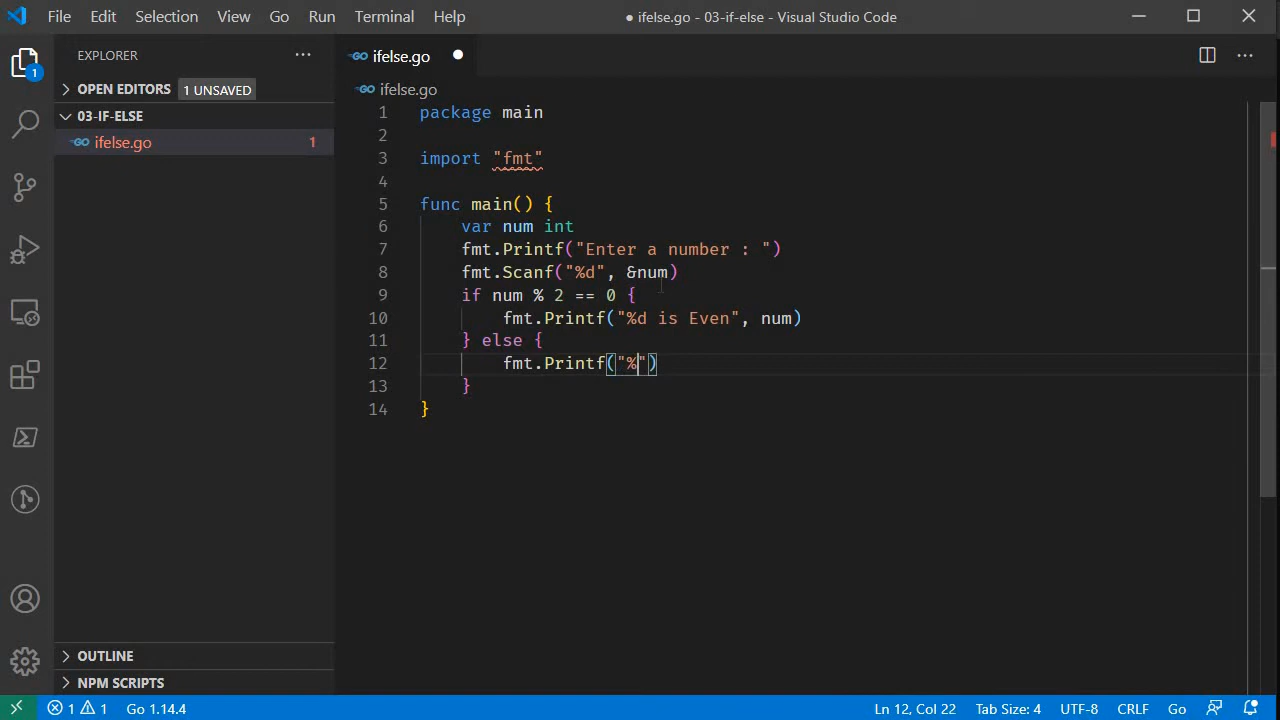 File Edit Selection View Go Run Terminal Help ● ifelse.go - 03-if-else - Visual Studio Code
EXPLORER
OPEN EDITORS 1 UNSAVED
03-IF-ELSE
GO ifelse.go 1
1
GO ifelse.go
GO ifelse.go
1 package main
2
3 import "fmt"
4
5 func main() {
6 var num int
7 fmt.Printf("Enter a number : ")
8 fmt.Scanf("%d", &num)
9 if num % 2 == 0 {
10 fmt.Printf("%d is Even", num)
11 } else {
12 fmt.Printf("%")
13 }
14 }
OUTLINE
NPM SCRIPTS
1 1 Go 1.14.4 Ln 12, Col 22 Tab Size: 4 UTF-8 CRLF Go